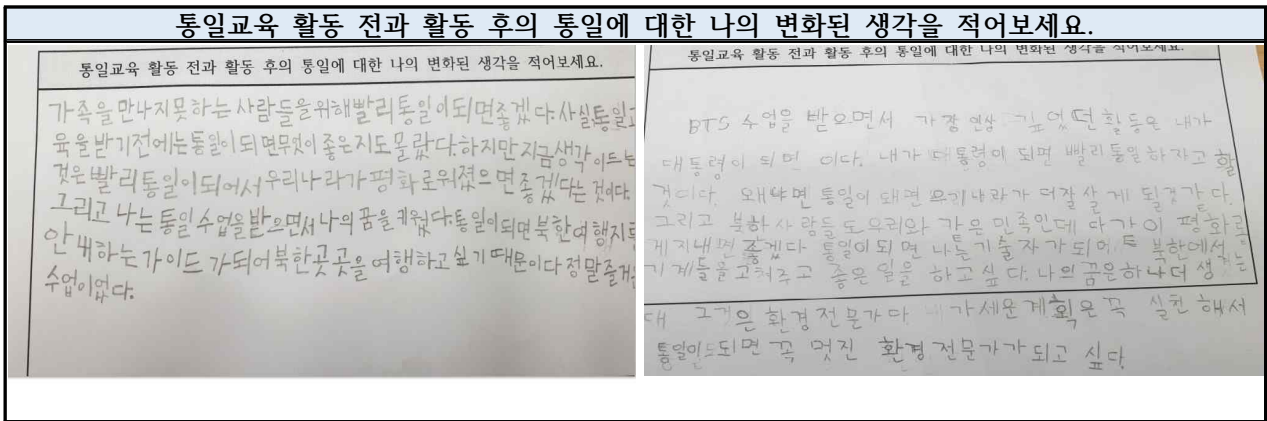 통일교육 활동 전과 활동 후의 통일에 대한 나의 변화된 생각을 적어보세요.
통일교육 활동 전과 활동 후의 통일에 대한 나의 변화된 생각을 적어보세요.
가족을 만나지못하는 사람들을위해빨리통일이되면좋겠다.사실통일교
육을받기전에는통일이되면무엇이 좋은지도몰랐다.하지만지금생각이드는
것은빨리통일이되어서우리나라가평화로워졌으면좋겠다는것이다.
그리고나는통일수업을받으면서나의꿈을키웠다.통일이되면북한여행지를
안내하는가이드가되어북한곳곳을여행하고싶기때문이다정말즐거운
수업이었다.
통일교육 활동 전과 활동 후의 통일에 대한 나의 변화된 생각을 적어보세요.
BTS 수업을 받으면서 가장 인상 깊었던활동은 내가
대통령이 되면 이다. 내가 대통령이 되면 빨리통일하자고 할
것이다. 왜냐면 통일이 돼면 우리나라가 더잘살게 될것같다.
그리고 북한사람들도 우리와 같은 민족인데 다같이 평화로
게지내면 좋겠다 통일이되면 나는기술자가되어 북한에서
기계들을고쳐주고 좋은일을 하고싶다.나의 꿈은하나더 생
대 그것은환경전문가다. 내가세운계획은꼭 실천해서
통일이되면 꼭 멋진 환경전문가가되고 싶다